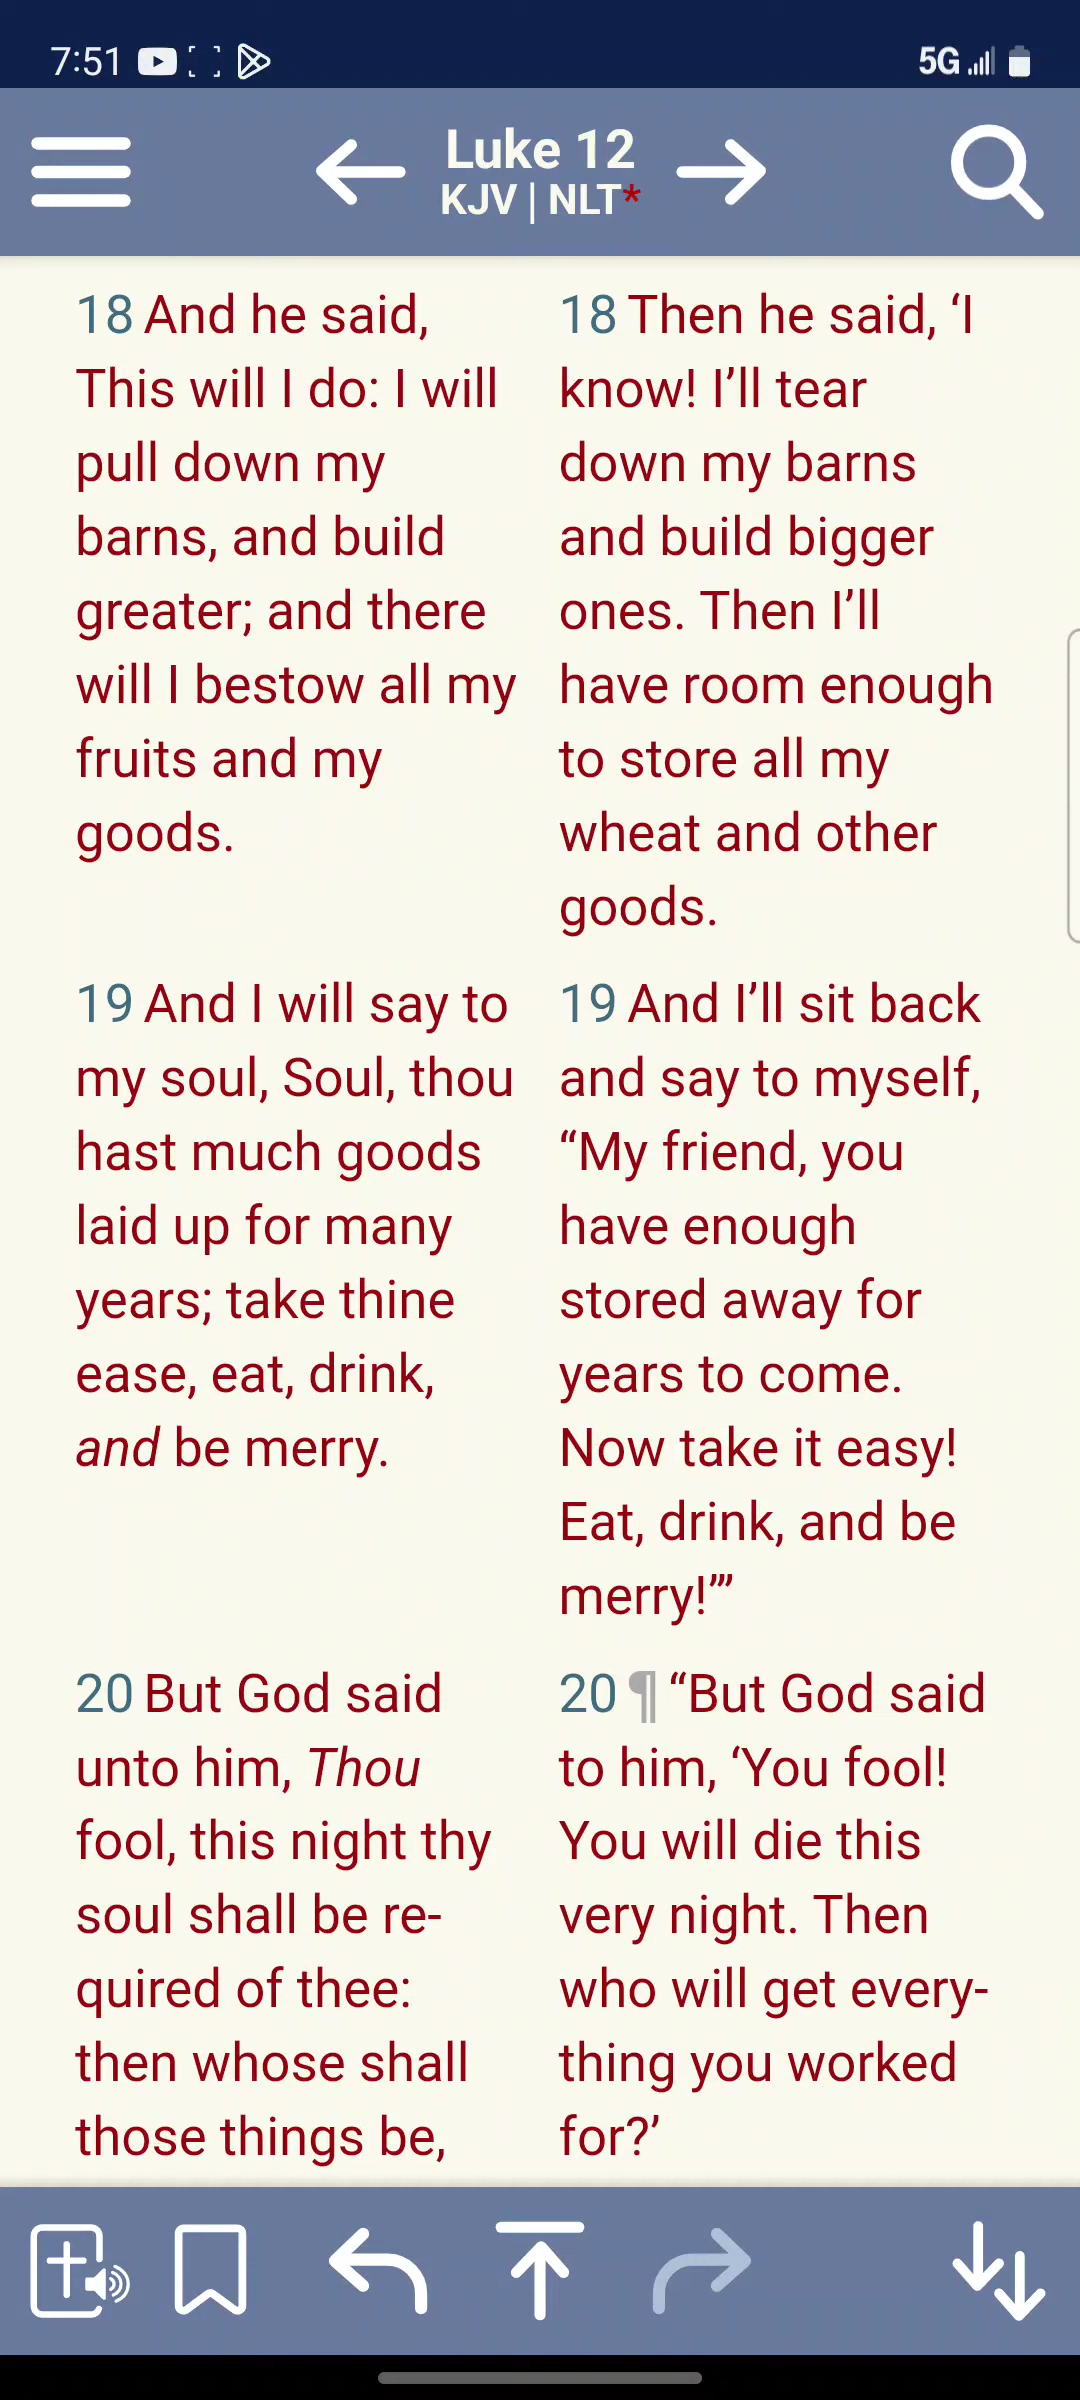 7:51
5G
Luke 12
KJV | NLT*
18 And he said,
This will I do: I will
pull down my
barns, and build
greater; and there
will I bestow all my
fruits and my
goods.
18 Then he said, ‘I
know! I’ll tear
down my barns
and build bigger
ones. Then I’ll
have room enough
to store all my
wheat and other
goods.
19 And I will say to
my soul, Soul, thou
hast much goods
laid up for many
years; take thine
ease, eat, drink,
and be merry.
19 And I’ll sit back
and say to myself,
“My friend, you
have enough
stored away for
years to come.
Now take it easy!
Eat, drink, and be
merry!”’
20 But God said
unto him, Thou
fool, this night thy
soul shall be re-
quired of thee:
then whose shall
those things be,
20 ¶ “But God said
to him, ‘You fool!
You will die this
very night. Then
who will get every-
thing you worked
for?’